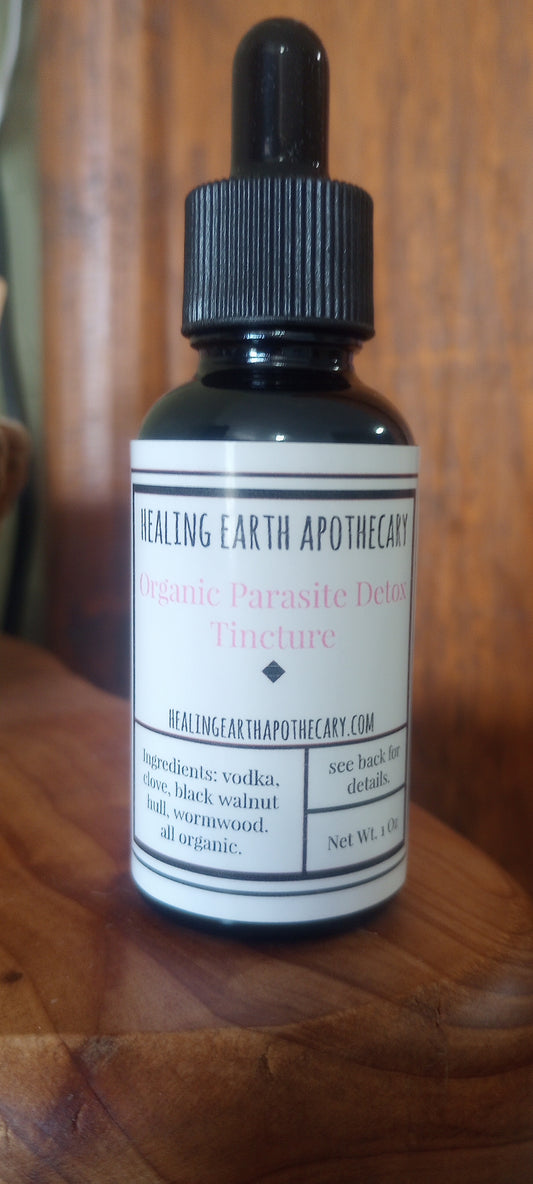 HEALING EARTH APOTHECARY
Organic Parasite Detox
Tincture
HEALINGEARTHAPOTHECARY.COM
Ingredients: vodka,
clove, black walnut
hull, wormwood.
all organic.
see back for
details.
Net Wt. 1 Oz